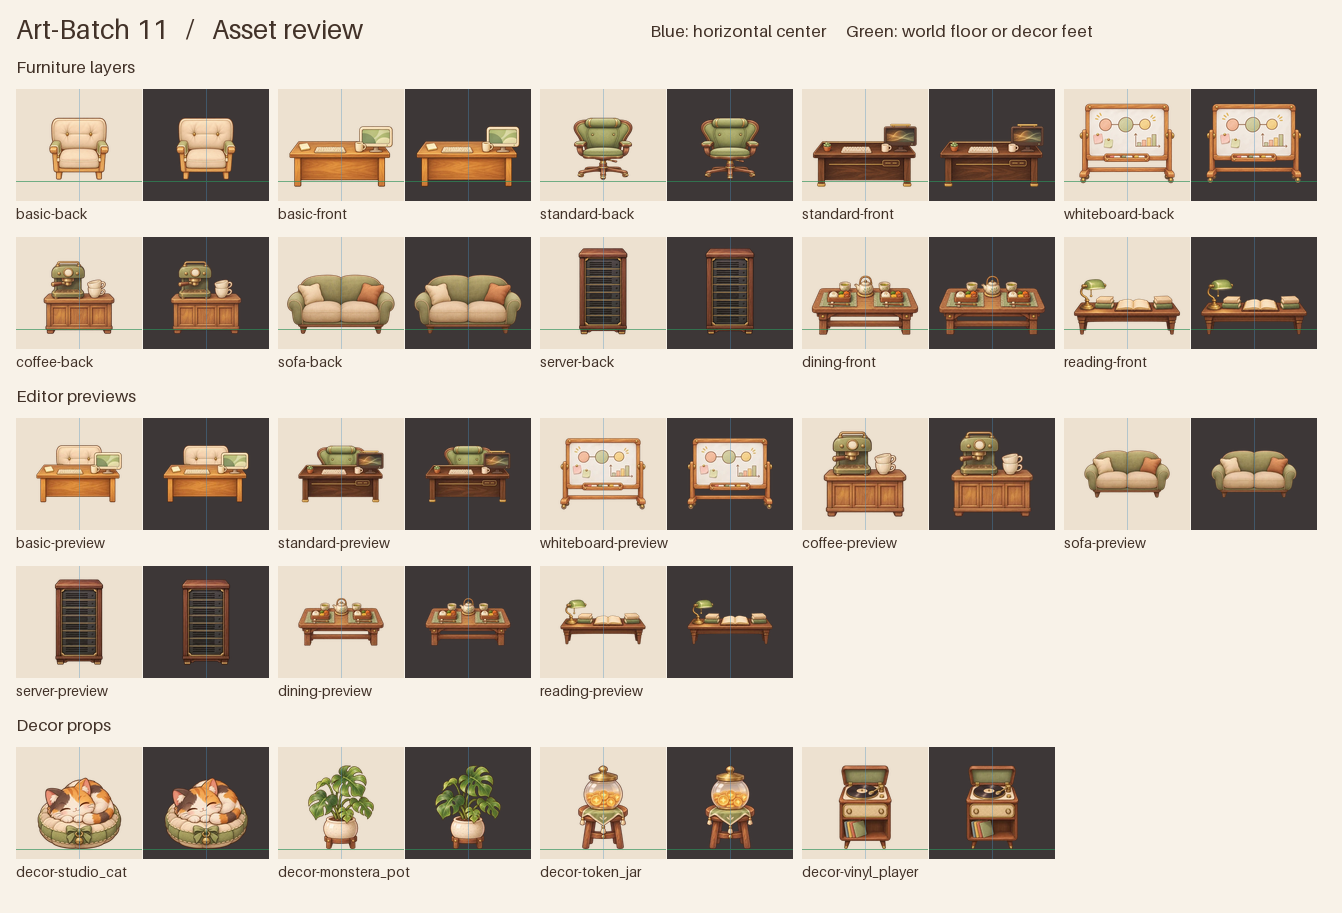 Art-Batch 11 / Asset review
Blue: horizontal center Green: world floor or decor feet
Furniture layers
basic-back
basic-front
standard-back
standard-front
whiteboard-back
coffee-back
sofa-back
server-back
dining-front
reading-front
Editor previews
basic-preview
standard-preview
whiteboard-preview
coffee-preview
sofa-preview
server-preview
dining-preview
reading-preview
Decor props
decor-studio_cat
decor-monstera_pot
decor-token_jar
decor-vinyl_player